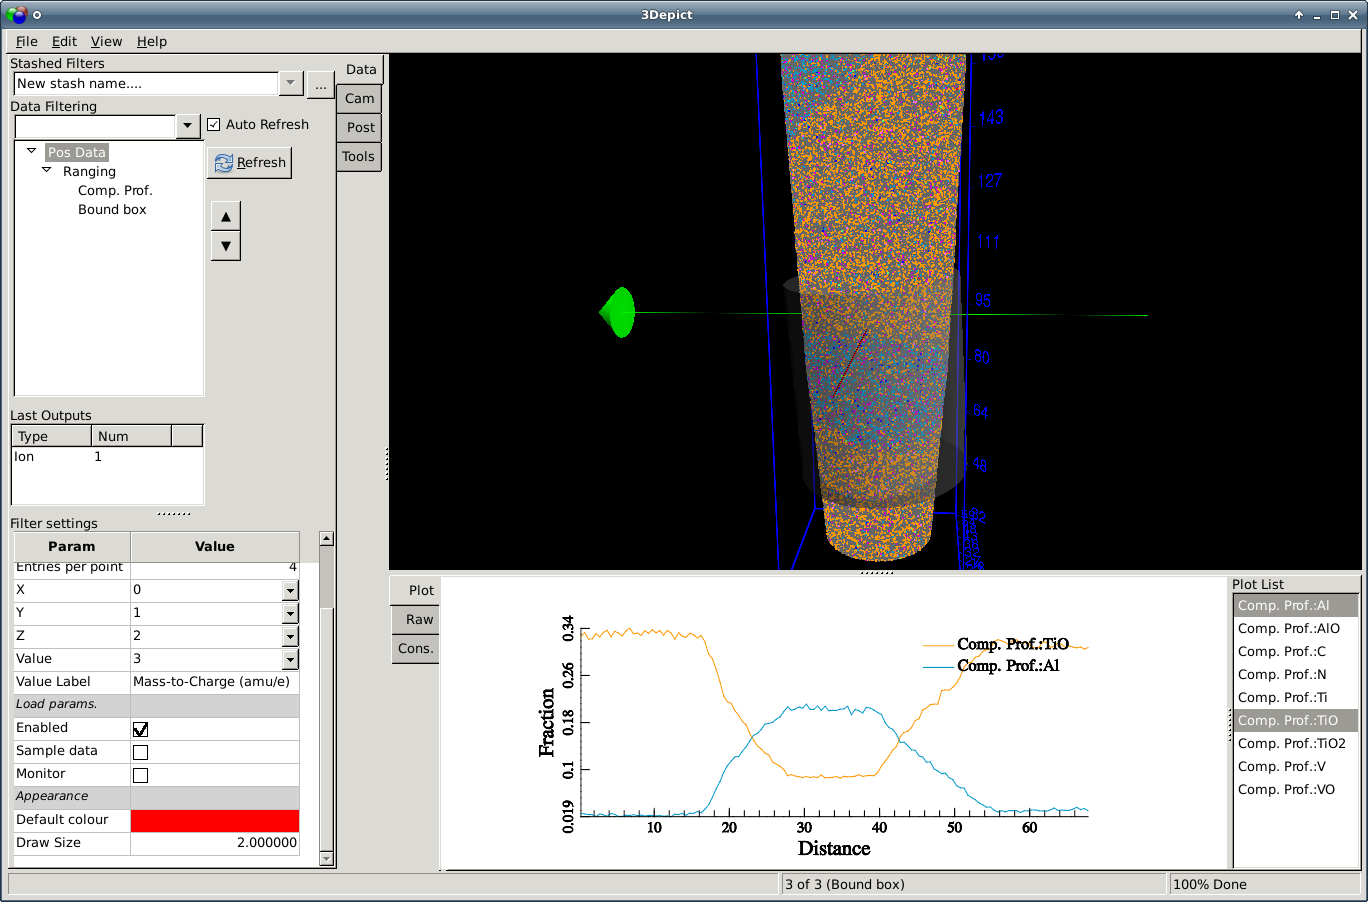 3Depict
File Edit View Help
Stashed Filters
New stash name....
...
Data Filtering
Auto Refresh
Pos Data
Ranging
Comp. Prof.
Bound box
Refresh
Data
Cam
Post
Tools
Last Outputs
Type Num
Ion 1
Filter settings
Param Value
Entries per point 4
X 0
Y 1
Z 2
Value 3
Value Label Mass-to-Charge (amu/e)
Load params.
Enabled
Sample data
Monitor
Appearance
Default colour
Draw Size 2.000000
143
127
111
95
80
64
48
Plot
Raw
Cons.
Fraction
0.34
0.26
0.18
0.1
0.019
10 20 30 40 50 60
Distance
Comp. Prof.:TiO
Comp. Prof.:Al
Plot List
Comp. Prof.:Al
Comp. Prof.:AlO
Comp. Prof.:C
Comp. Prof.:N
Comp. Prof.:Ti
Comp. Prof.:TiO
Comp. Prof.:TiO2
Comp. Prof.:V
Comp. Prof.:VO
3 of 3 (Bound box)
100% Done